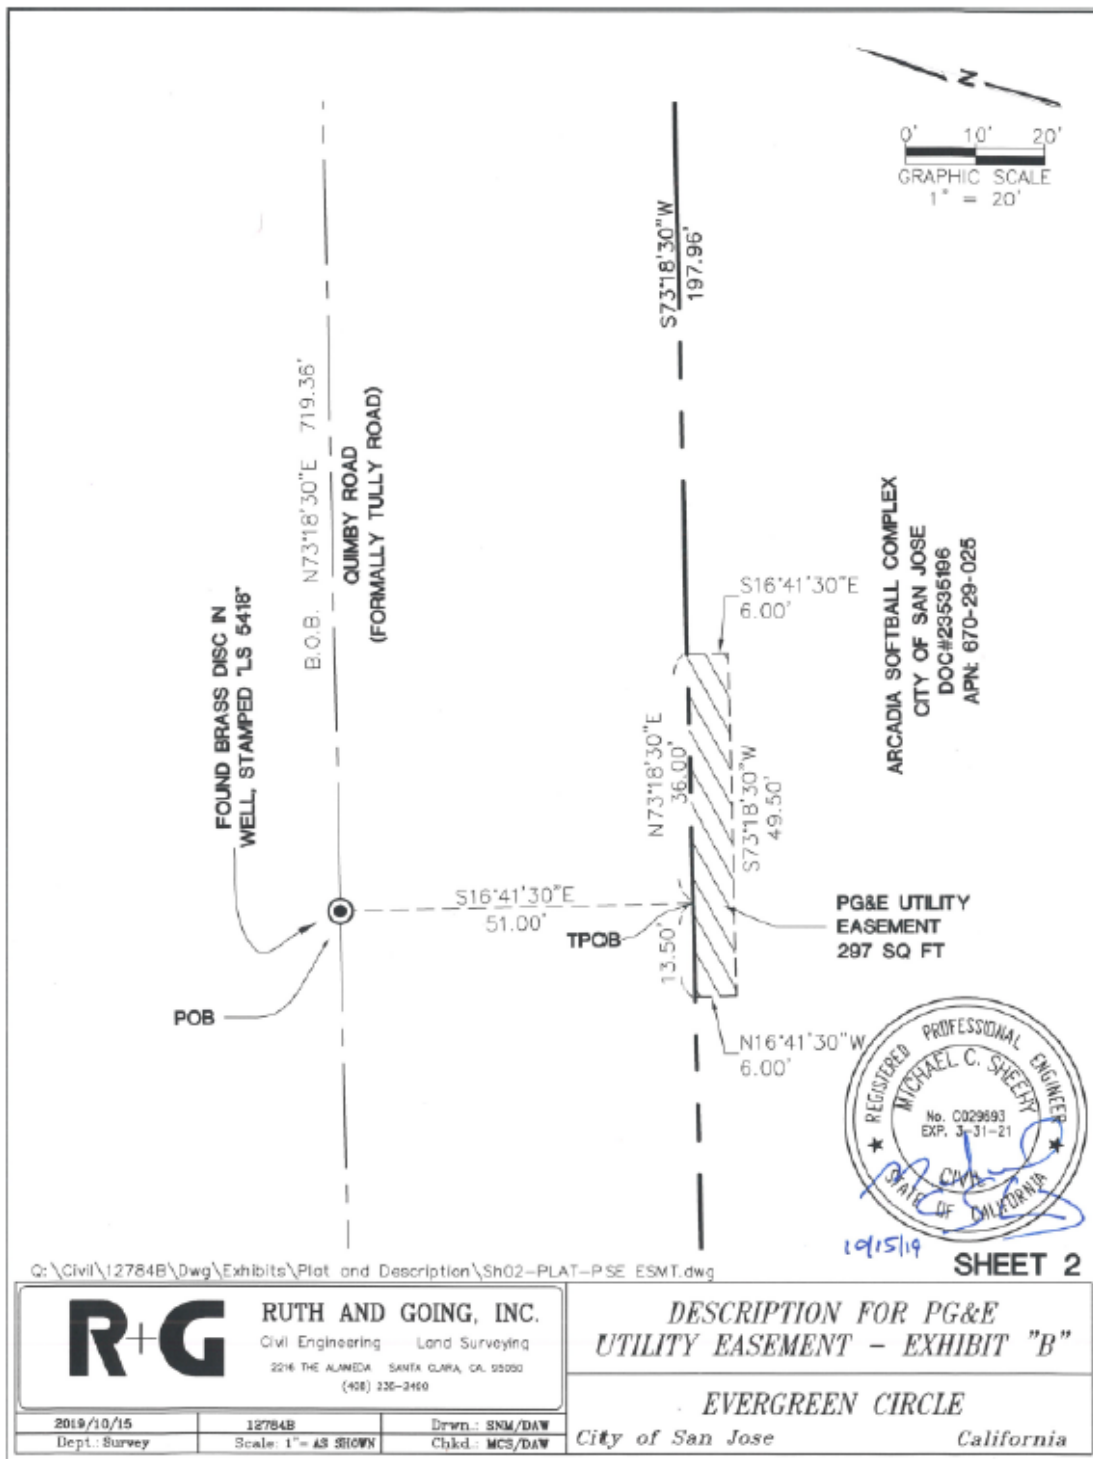 N
0' 10' 20'
GRAPHIC SCALE
1" = 20'
S73°18'30"W
197.96'
B.O.B. N73°18'30"E 719.36'
QUIMBY ROAD
(FORMALLY TULLY ROAD)
FOUND BRASS DISC IN
WELL, STAMPED "LS 5418"
ARCADIA SOFTBALL COMPLEX
CITY OF SAN JOSE
DOC#23535196
APN: 670-29-025
S16°41'30"E
6.00'
N73°18'30"E
36.00'
S73°18'30"W
49.50'
S16°41'30"E
51.00'
TPOB
13.50'
PG&E UTILITY
EASEMENT
297 SQ FT
POB
N16°41'30"W
6.00'
REGISTERED PROFESSIONAL ENGINEER
MICHAEL C. SHEEHY
No. C029693
EXP. 3-31-21
CIVIL
STATE OF CALIFORNIA
10/15/19
SHEET 2
Q:\Civil\12784B\Dwg\Exhibits\Plat and Description\Sh02-PLAT-PSE ESMT.dwg
R+G
RUTH AND GOING, INC.
Civil Engineering Land Surveying
2216 THE ALAMEDA SANTA CLARA, CA. 95050
(408) 236-2400
2019/10/15 12784B Drwn.: SNM/DAW
Dept.: Survey Scale: 1"= AS SHOWN Chkd.: MCS/DAW
DESCRIPTION FOR PG&E
UTILITY EASEMENT - EXHIBIT "B"
EVERGREEN CIRCLE
City of San Jose California